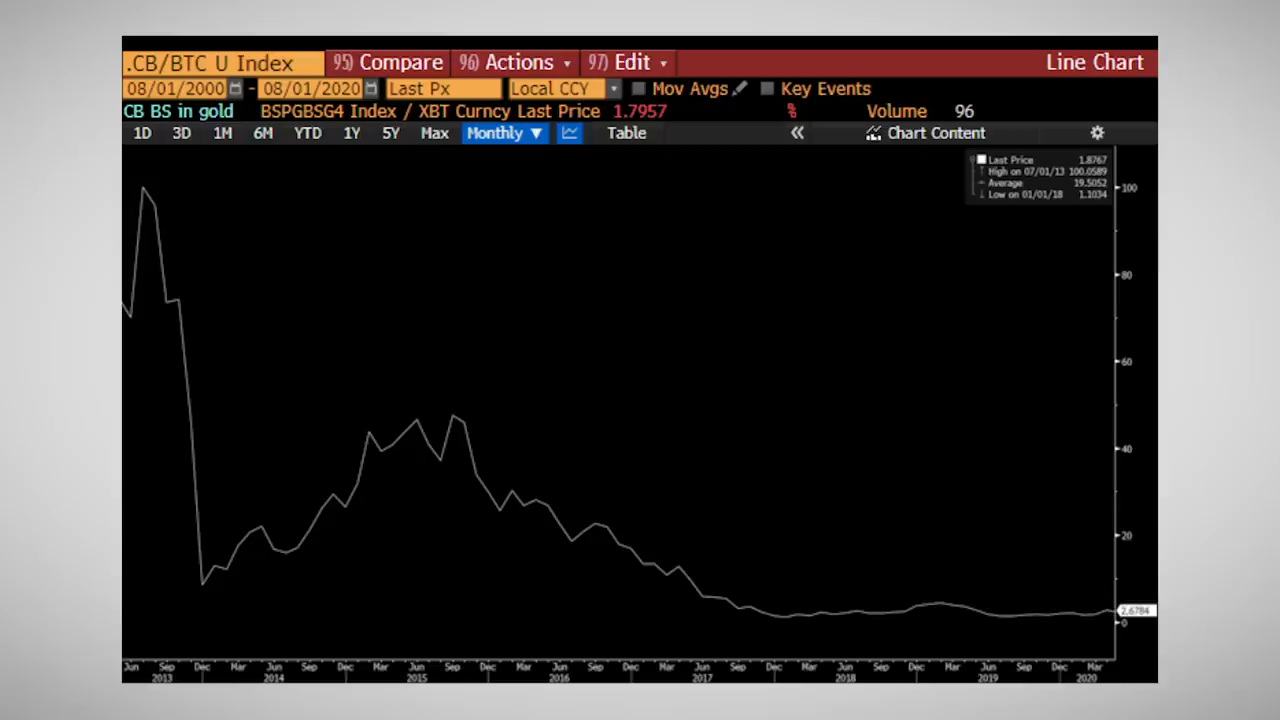 .CB/BTC U Index 95) Compare 96) Actions 97) Edit Line Chart
08/01/2000 - 08/01/2020 Last Px Local CCY Mov Avgs Key Events
CB BS in gold BSPGBSG4 Index / XBT Curncy Last Price 1.7957 % Volume 96
1D 3D 1M 6M YTD 1Y 5Y Max Monthly ▼ Table « Chart Content
Last Price 1.8767
High on 07/01/13 100.0589
Average 19.5052
Low on 01/01/18 1.1034
100
80
60
40
20
2.6784
0
Jun Sep Dec Mar Jun Sep Dec Mar Jun Sep Dec Mar Jun Sep Dec Mar Jun Sep Dec Mar Jun Sep Dec Mar Jun Sep Dec Mar
2013 2014 2015 2016 2017 2018 2019 2020